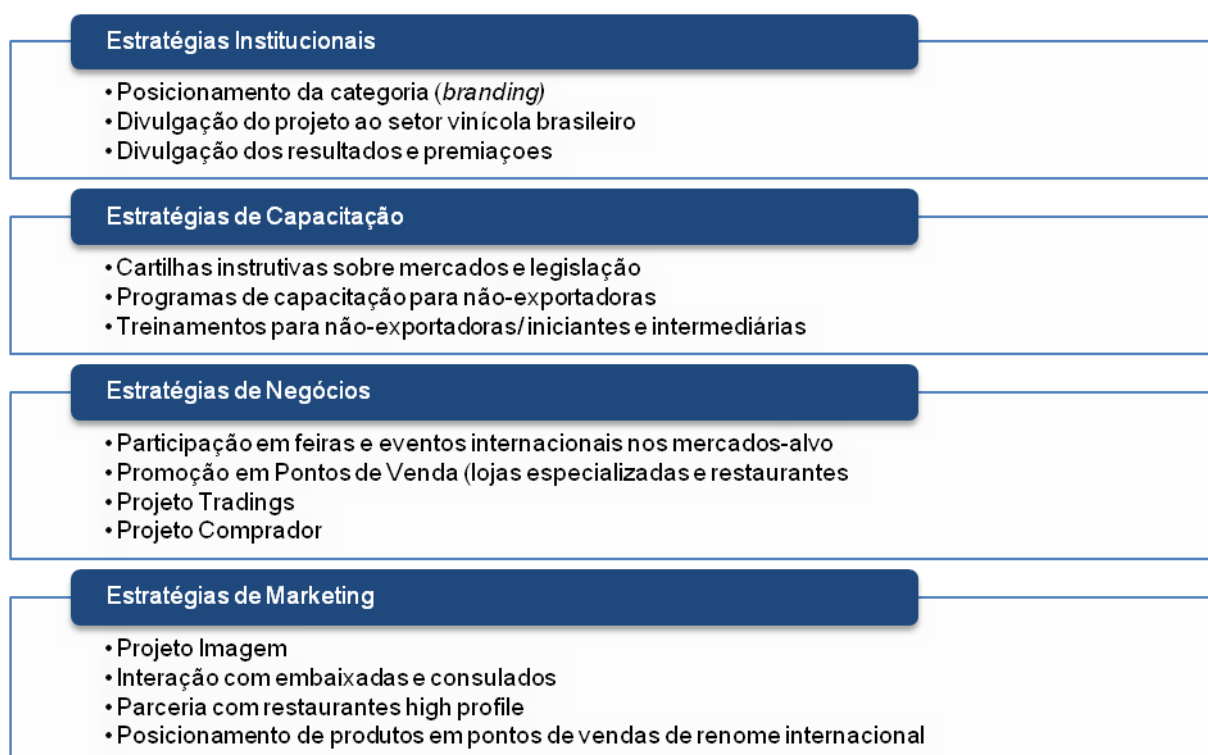 Estratégias Institucionais
• Posicionamento da categoria (branding)
• Divulgação do projeto ao setor vinícola brasileiro
• Divulgação dos resultados e premiaçoes
Estratégias de Capacitação
• Cartilhas instrutivas sobre mercados e legislação
• Programas de capacitação para não-exportadoras
• Treinamentos para não-exportadoras/ iniciantes e intermediárias
Estratégias de Negócios
• Participação em feiras e eventos internacionais nos mercados-alvo
• Promoção em Pontos de Venda (lojas especializadas e restaurantes
• Projeto Tradings
• Projeto Comprador
Estratégias de Marketing
• Projeto Imagem
• Interação com embaixadas e consulados
• Parceria com restaurantes high profile
• Posicionamento de produtos em pontos de vendas de renome internacional